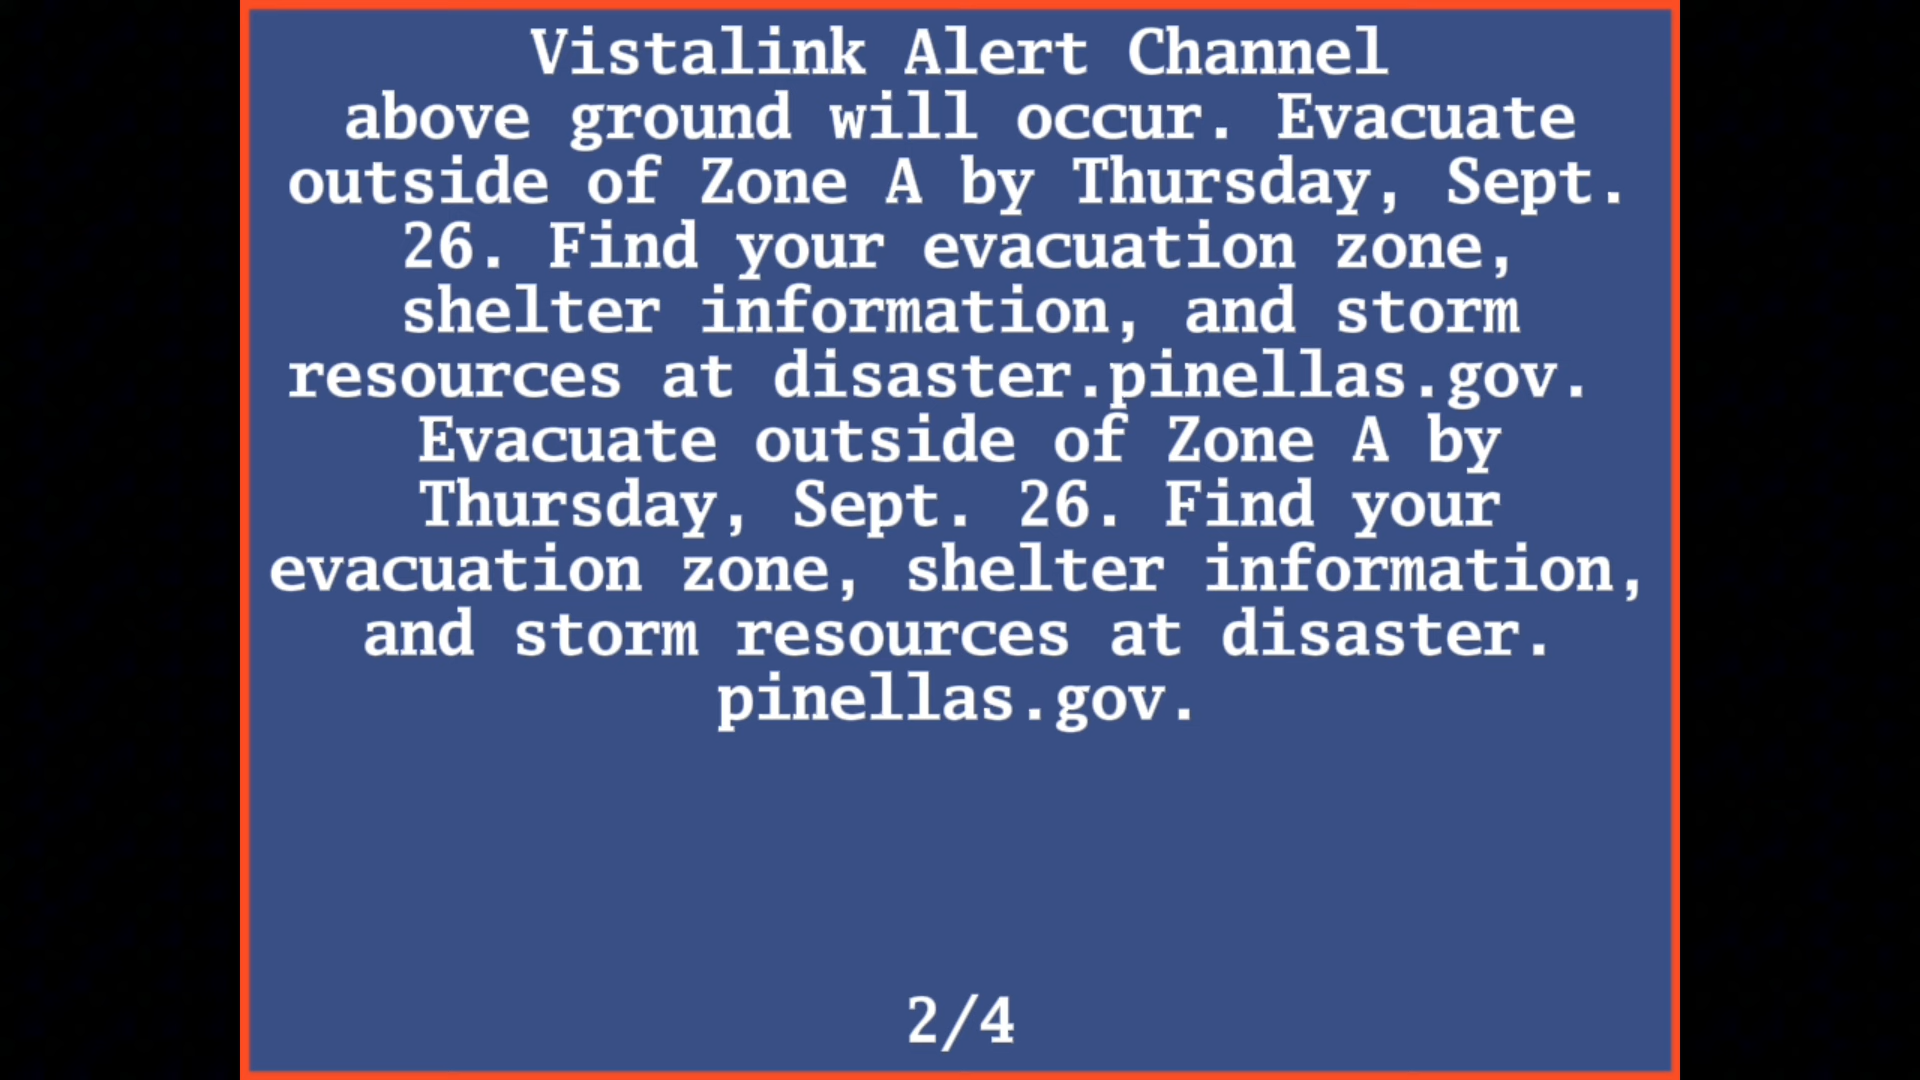 Vistalink Alert Channel
above ground will occur. Evacuate
outside of Zone A by Thursday, Sept.
26. Find your evacuation zone,
shelter information, and storm
resources at disaster.pinellas.gov.
Evacuate outside of Zone A by
Thursday, Sept. 26. Find your
evacuation zone, shelter information,
and storm resources at disaster.
pinellas.gov.
2/4